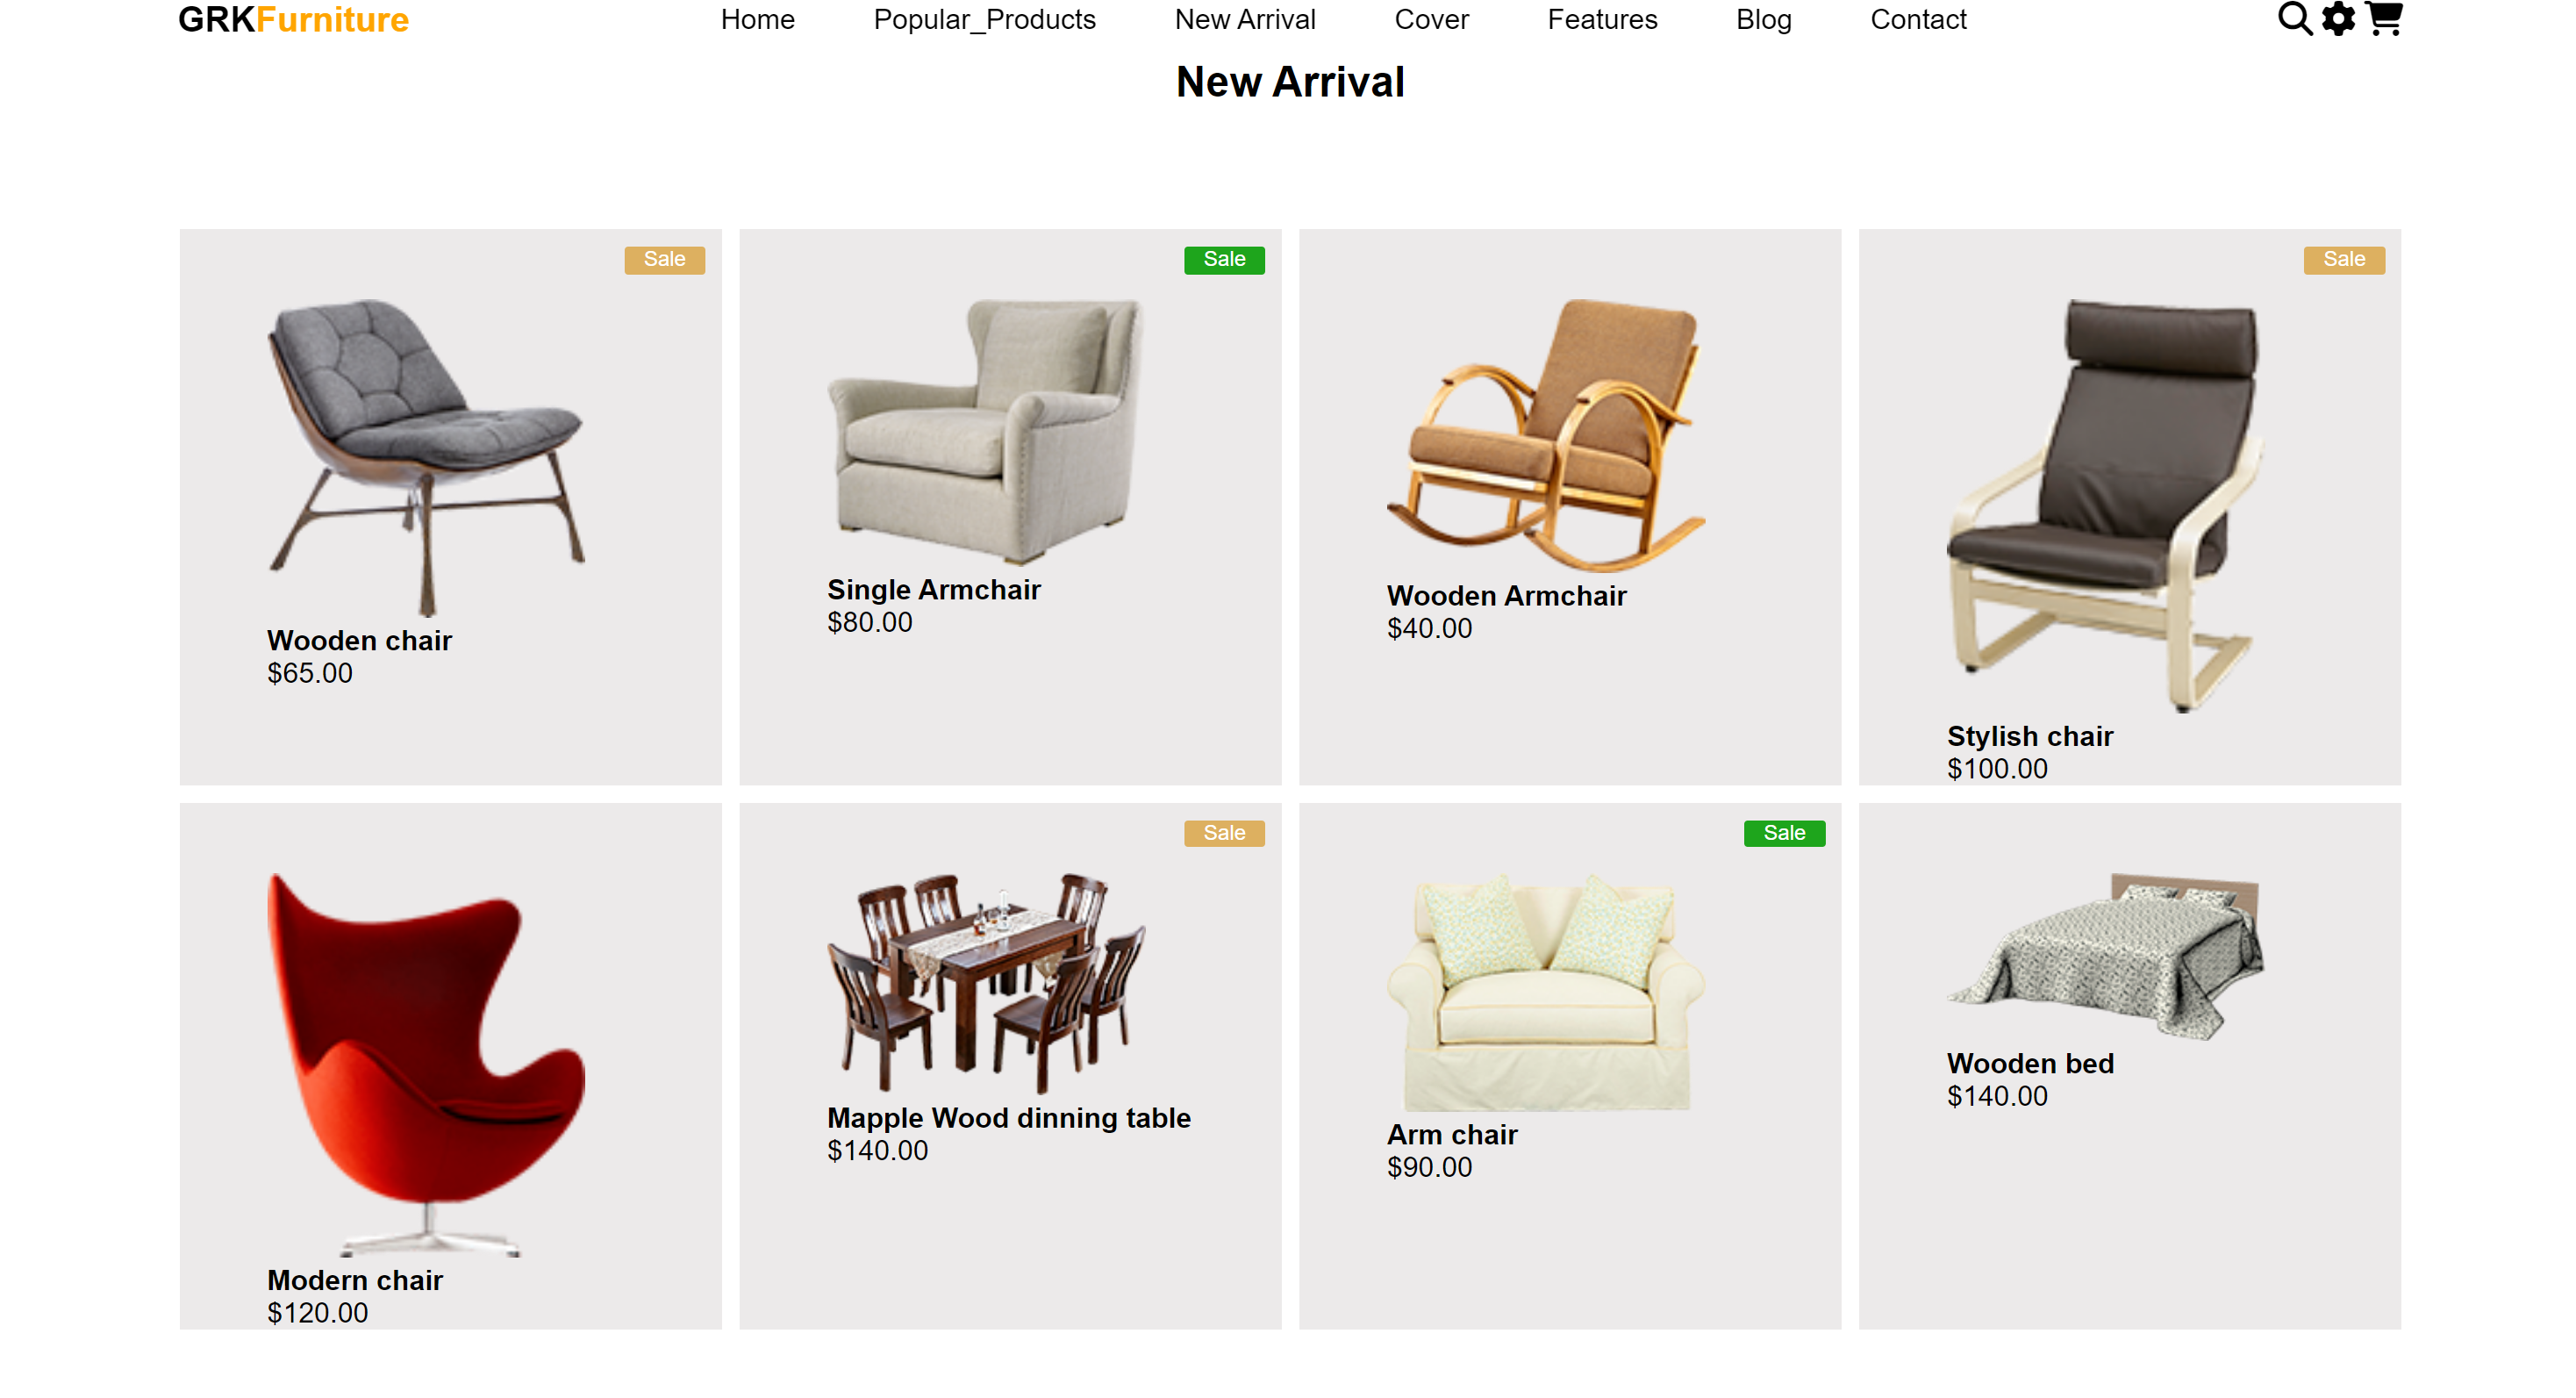 GRKFurniture
Home Popular_Products New Arrival Cover Features Blog Contact
New Arrival
Sale
Wooden chair
$65.00
Sale
Single Armchair
$80.00
Wooden Armchair
$40.00
Sale
Stylish chair
$100.00
Modern chair
$120.00
Sale
Mapple Wood dinning table
$140.00
Sale
Arm chair
$90.00
Wooden bed
$140.00